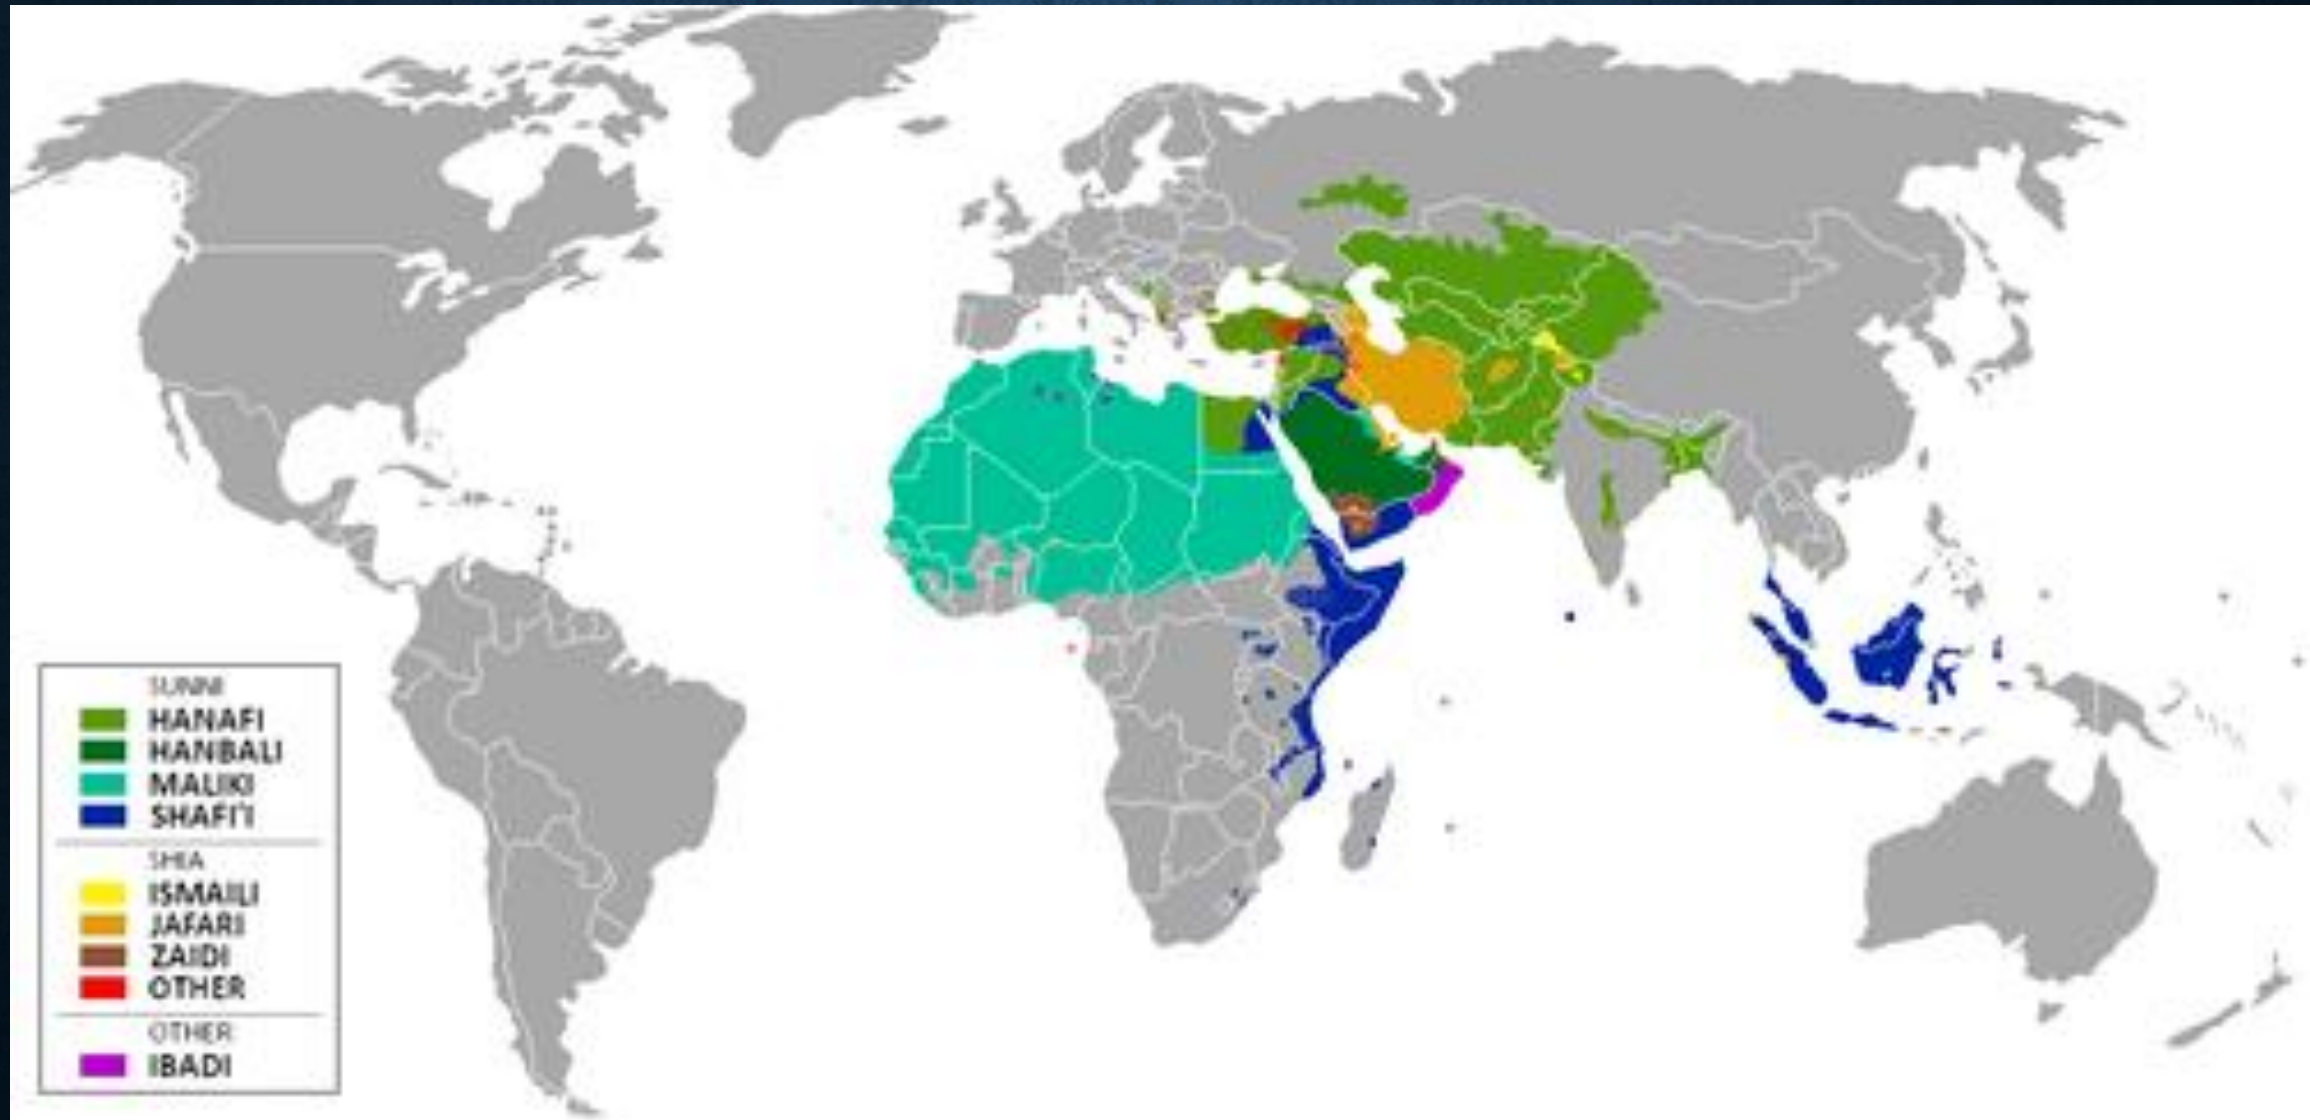 SUNNI
HANAFI
HANBALI
MALIKI
SHAFI'I
SHIA
ISMAILI
JAFARI
ZAIDI
OTHER
OTHER
IBADI